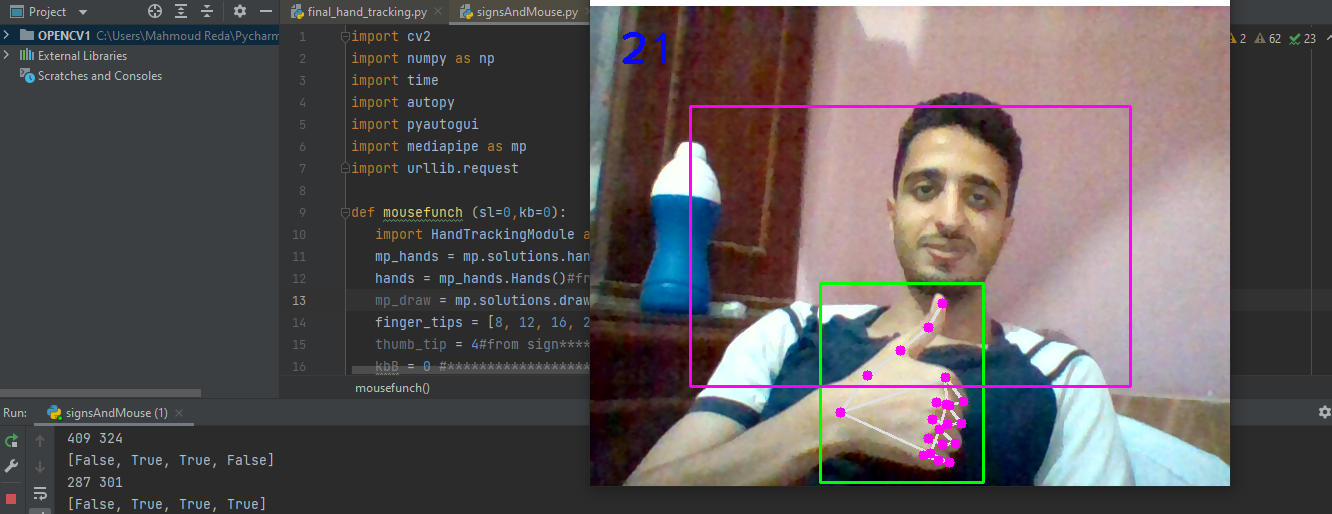 Project
final_hand_tracking.py
signsAndMouse.py
OPENCV1 C:\Users\Mahmoud Reda\Pycharm
External Libraries
Scratches and Consoles
2 62 23
1 import cv2
2 import numpy as np
3 import time
4 import autopy
5 import pyautogui
6 import mediapipe as mp
7 import urllib.request
8
9 def mousefunch (sl=0,kb=0):
10 import HandTrackingModule a
11 mp_hands = mp.solutions.han
12 hands = mp_hands.Hands()#fr
13 mp_draw = mp.solutions.draw
14 finger_tips = [8, 12, 16, 2
15 thumb_tip = 4#from sign****
16 kbB = 0 #******************
mousefunch()
21
Run: signsAndMouse (1)
409 324
[False, True, True, False]
287 301
[False, True, True, True]